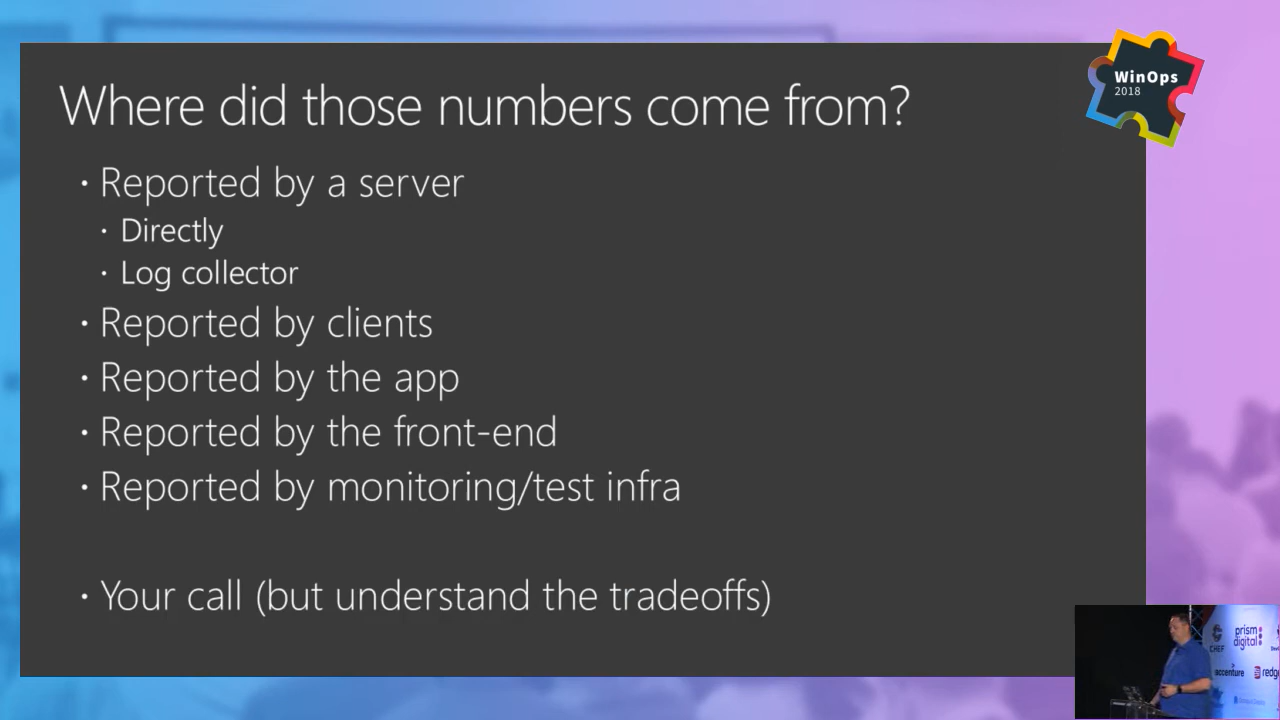 Where did those numbers come from?
WinOps
2018
· Reported by a server
· Directly
· Log collector
· Reported by clients
· Reported by the app
· Reported by the front-end
· Reported by monitoring/test infra
· Your call (but understand the tradeoffs)
CHEF
prism
digital
accenture
redg